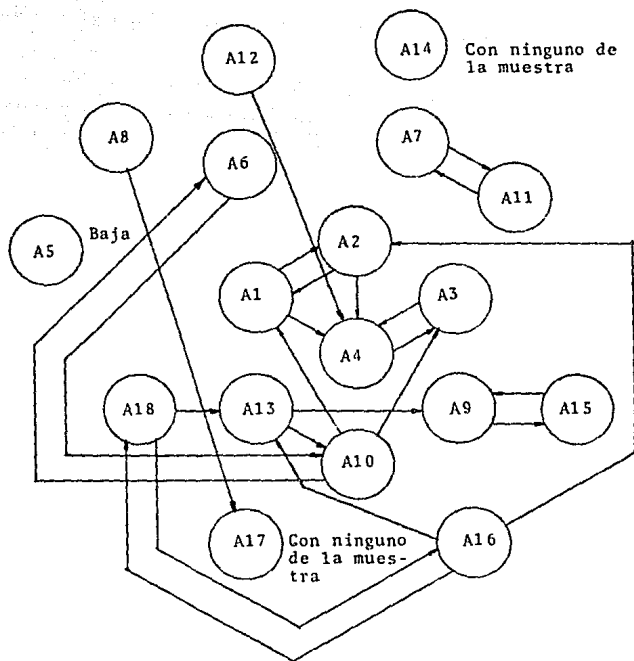 A12
A14
Con ninguno de
la muestra
A8
A6
A7
A11
A5
Baja
A2
A1
A3
A4
A18
A13
A9
A15
A10
A17
Con ninguno
de la mues-
tra
A16